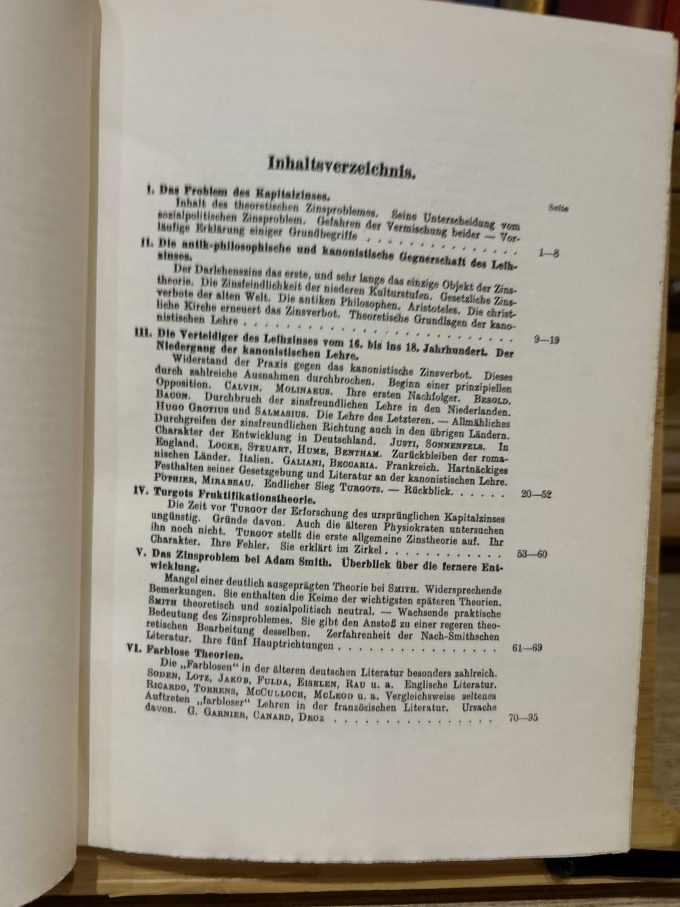 Inhaltsverzeichnis.
Seite
I. Das Problem des Kapitalzinses.
Inhalt des theoretischen Zinsproblemes. Seine Unterscheidung vom
sozialpolitischen Zinsproblem. Gefahren der Vermischung beider — Vor-
läufige Erklärung einiger Grundbegriffe . . . . . . . . . . . . . . 1—8
II. Die antik-philosophische und kanonistische Gegnerschaft des Leih-
zinses.
Der Darlehenszins das erste, und sehr lange das einzige Objekt der Zins-
theorie. Die Zinsfeindlichkeit der niederen Kulturstufen. Gesetzliche Zins-
verbote der alten Welt. Die antiken Philosophen. Aristoteles. Die christ-
liche Kirche erneuert das Zinsverbot. Theoretische Grundlagen der kano-
nistischen Lehre . . . . . . . . . . . . . . . . . . . . . . 9—19
III. Die Verteidiger des Leihzinses vom 16. bis ins 18. Jahrhundert. Der
Niedergang der kanonistischen Lehre.
Widerstand der Praxis gegen das kanonistische Zinsverbot. Dieses
durch zahlreiche Ausnahmen durchbrochen. Beginn einer prinzipiellen
Opposition. CALVIN. MOLINAEUS. Ihre ersten Nachfolger. BESOLD.
BACON. Durchbruch der zinsfreundlichen Lehre in den Niederlanden.
HUGO GROTIUS und SALMASIUS. Die Lehre des Letzteren. — Allmähliches
Durchgreifen der zinsfreundlichen Richtung auch in den übrigen Ländern.
Charakter der Entwicklung in Deutschland. JUSTI, SONNENFELS. In
England. LOCKE, STEUART, HUME, BENTHAM. Zurückbleiben der roma-
nischen Länder. Italien. GALIANI, BECCARIA. Frankreich. Hartnäckiges
Festhalten seiner Gesetzgebung und Literatur an der kanonistischen Lehre.
POTHIER, MIRABEAU. Endlicher Sieg TURGOTS. — Rückblick. . . . . . . 20—52
IV. Turgots Fruktifikationstheorie.
Die Zeit vor TURGOT der Erforschung des ursprünglichen Kapitalzinses
ungünstig. Gründe davon. Auch die älteren Physiokraten untersuchen
ihn noch nicht. TURGOT stellt die erste allgemeine Zinstheorie auf. Ihr
Charakter. Ihre Fehler. Sie erklärt im Zirkel . . . . . . . . . . . 53—60
V. Das Zinsproblem bei Adam Smith. Überblick über die fernere Ent-
wicklung.
Mangel einer deutlich ausgeprägten Theorie bei SMITH. Widersprechende
Bemerkungen. Sie enthalten die Keime der wichtigsten späteren Theorien.
SMITH theoretisch und sozialpolitisch neutral. — Wachsende praktische
Bedeutung des Zinsproblemes. Sie gibt den Anstoß zu einer regeren theo-
retischen Bearbeitung desselben. Zerfahrenheit der Nach-Smithschen
Literatur. Ihre fünf Hauptrichtungen . . . . . . . . . . . . . . . 61—69
VI. Farblose Theorien.
Die „Farblosen“ in der älteren deutschen Literatur besonders zahlreich.
SODEN, LOTZ, JAKOB, FULDA, EISELEN, RAU u. a. Englische Literatur.
RICARDO, TORRENS, MCCULLOCH, MCLEOD u. a. Vergleichsweise seltenes
Auftreten „farbloser“ Lehren in der französischen Literatur. Ursache
davon. G. GARNIER, CANARD, DROZ . . . . . . . . . . . . . . . 70—95